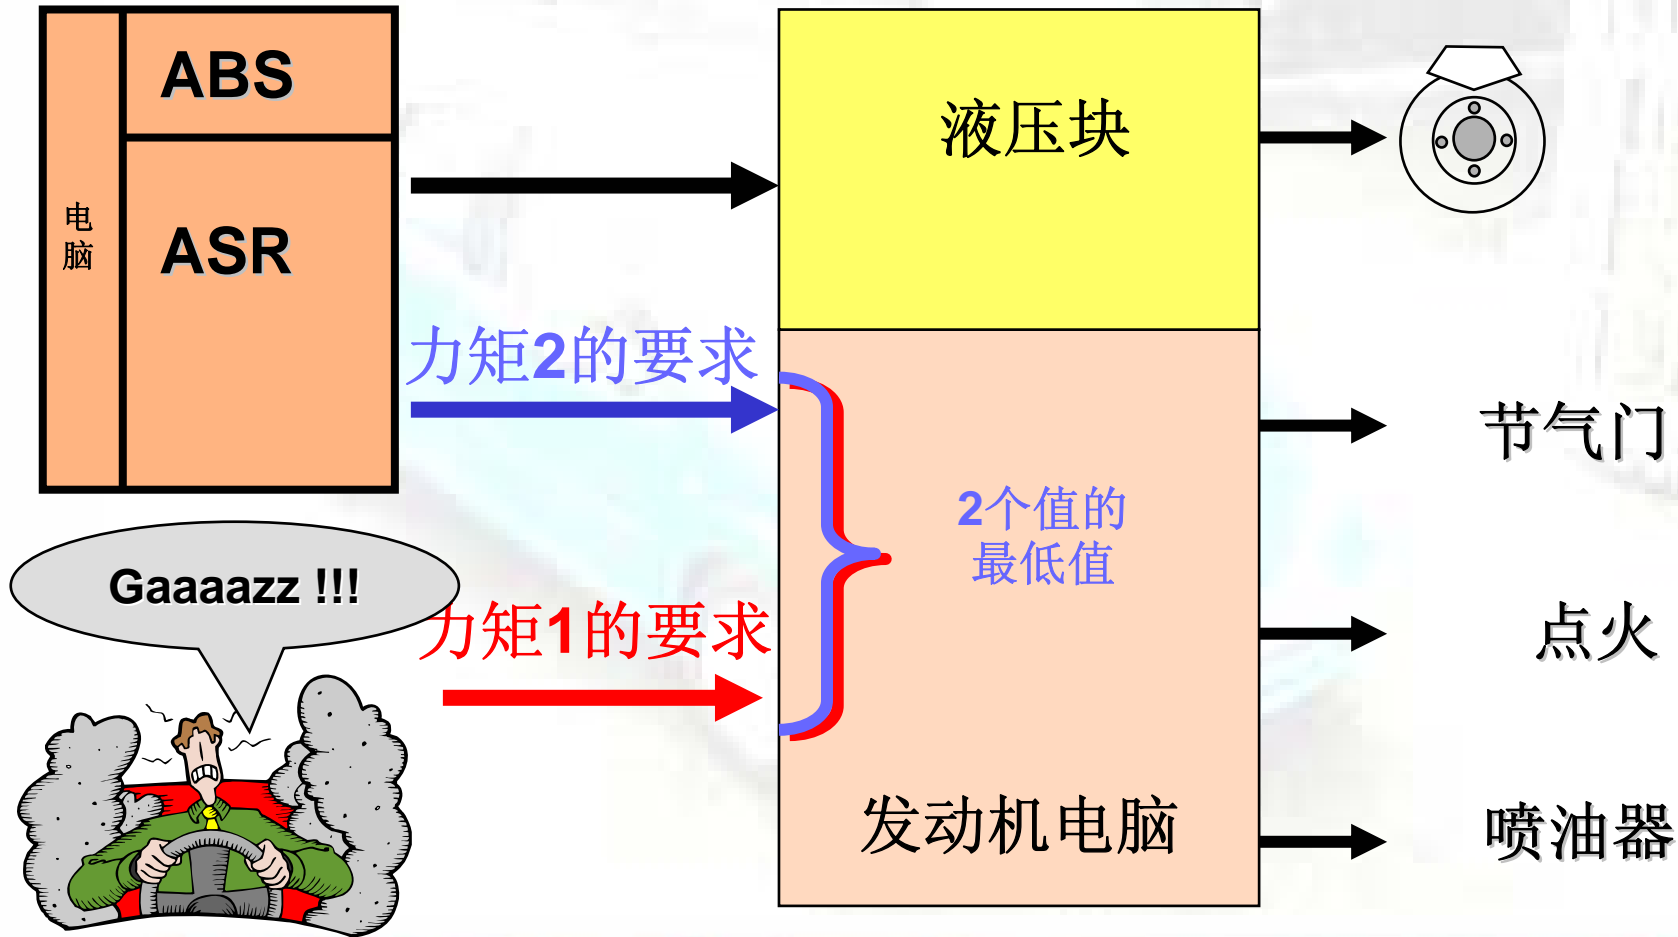 ABS
ASR
电
脑
液压块
力矩2的要求
2个值的
最低值
节气门
Gaaaazz !!!
力矩1的要求
点火
发动机电脑
喷油器